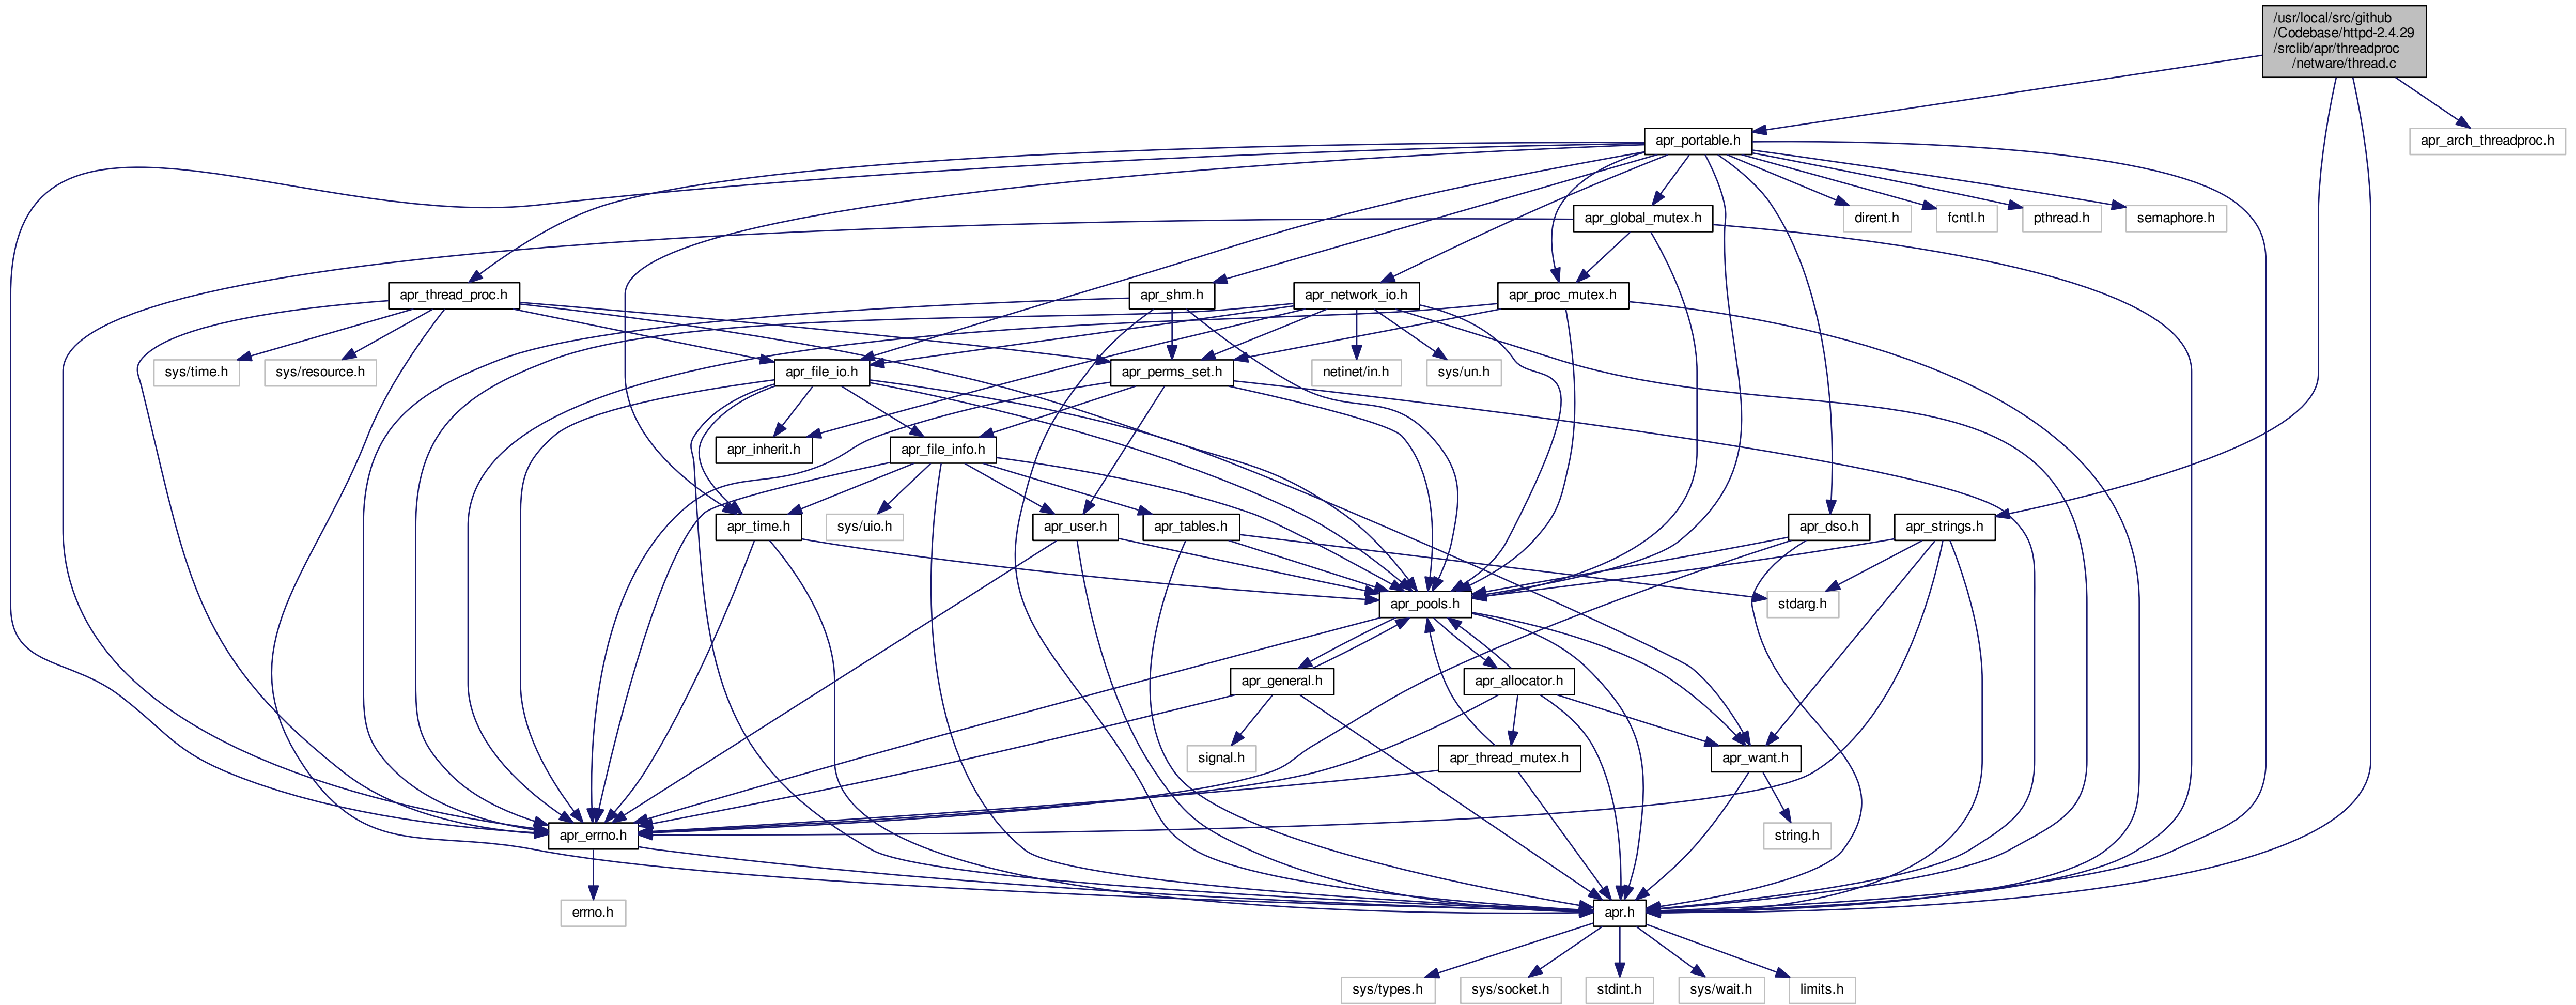 /usr/local/src/github
/Codebase/httpd-2.4.29
/srclib/apr/threadproc
/netware/thread.c
apr_portable.h
apr_arch_threadproc.h
apr_global_mutex.h
dirent.h
fcntl.h
pthread.h
semaphore.h
apr_thread_proc.h
apr_shm.h
apr_network_io.h
apr_proc_mutex.h
sys/time.h
sys/resource.h
apr_file_io.h
apr_perms_set.h
netinet/in.h
sys/un.h
apr_inherit.h
apr_file_info.h
apr_time.h
sys/uio.h
apr_user.h
apr_tables.h
apr_dso.h
apr_strings.h
apr_pools.h
stdarg.h
apr_general.h
apr_allocator.h
signal.h
apr_thread_mutex.h
apr_want.h
apr_errno.h
string.h
errno.h
apr.h
sys/types.h
sys/socket.h
stdint.h
sys/wait.h
limits.h